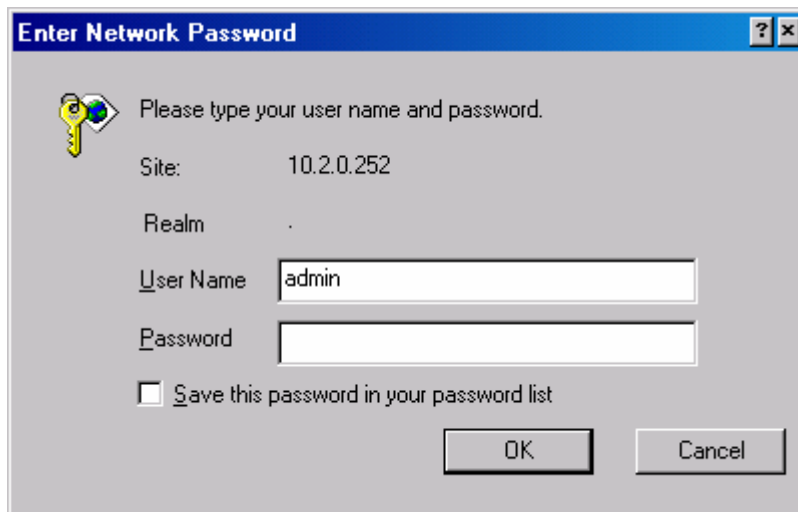 Enter Network Password
Please type your user name and password.
Site: 10.2.0.252
Realm .
User Name admin
Password
Save this password in your password list
OK Cancel